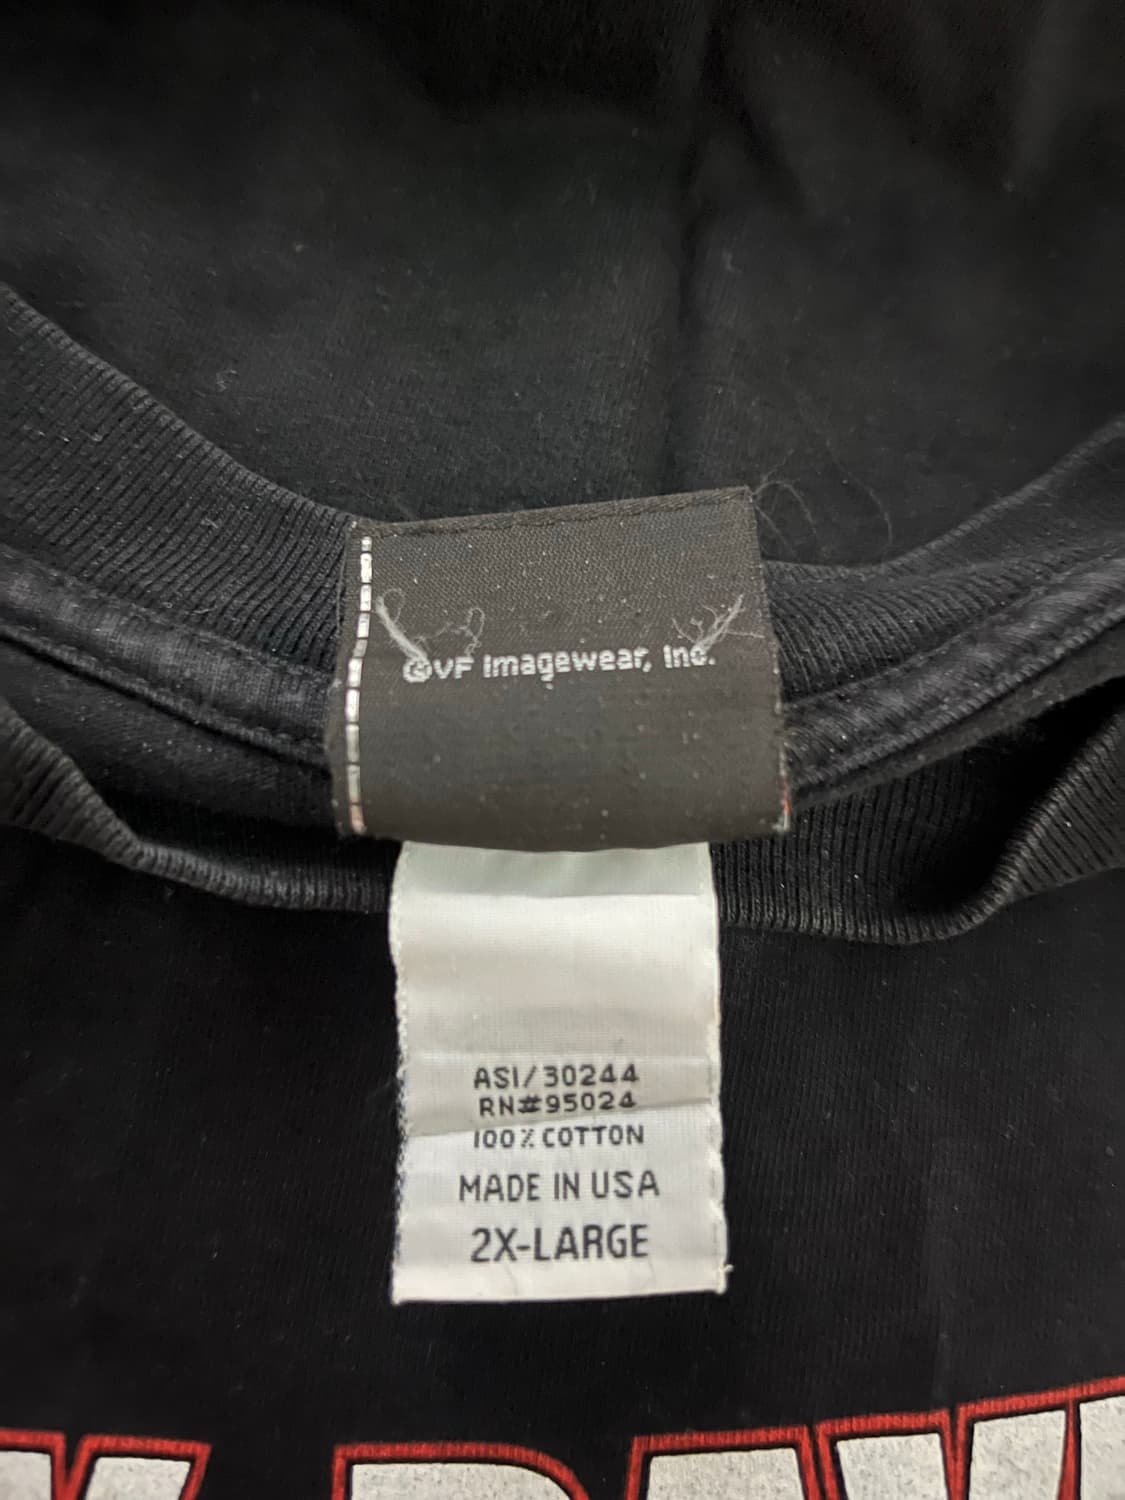 ©VF Imagewear, Inc.
ASI/30244
RN#95024
100% COTTON
MADE IN USA
2X-LARGE